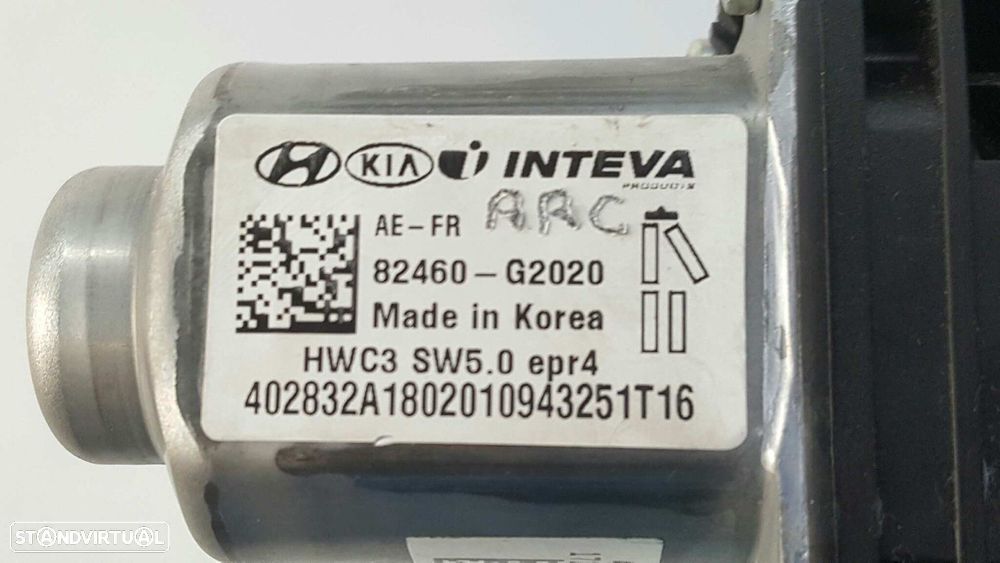 KIA INTEVA
PRODUCTS
AE-FR ARC
82460-G2020
Made in Korea
HWC3 SW5.0 epr4
402832A1802010943251T16
STANDVIRTUAL